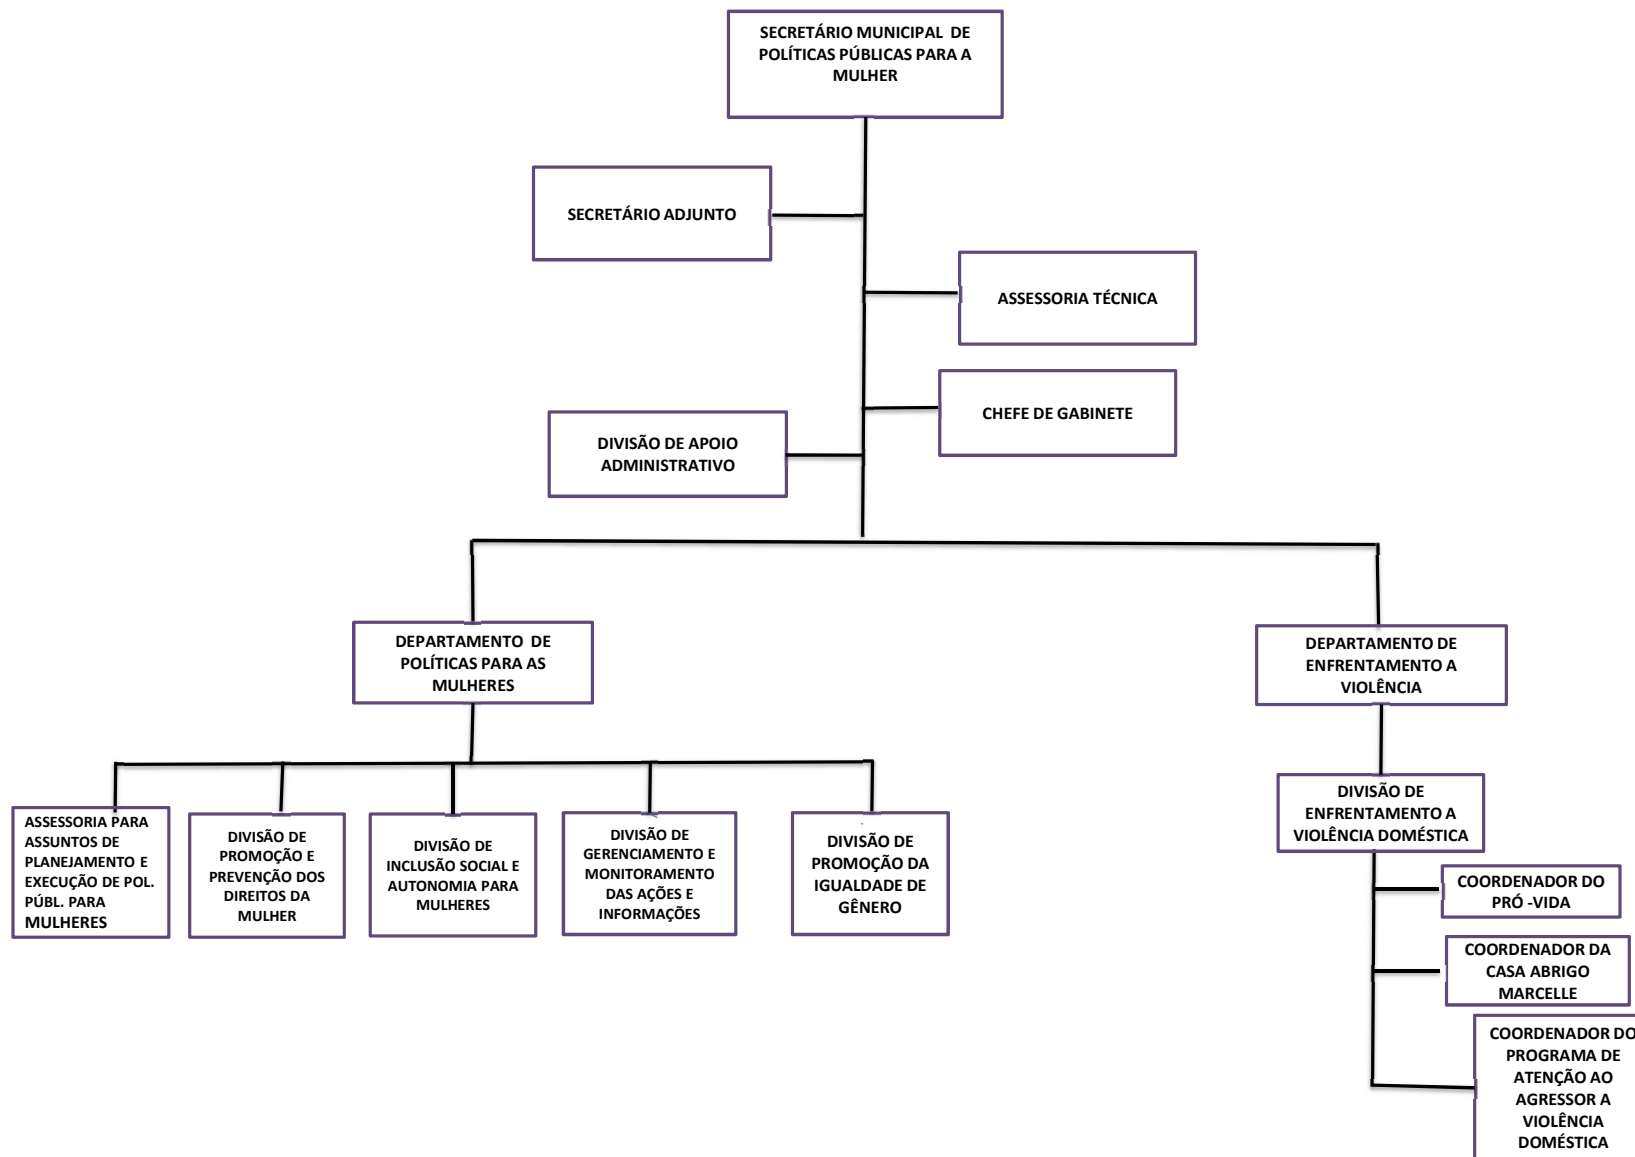 SECRETÁRIO MUNICIPAL DE
POLÍTICAS PÚBLICAS PARA A
MULHER
SECRETÁRIO ADJUNTO
ASSESSORIA TÉCNICA
CHEFE DE GABINETE
DIVISÃO DE APOIO
ADMINISTRATIVO
DEPARTAMENTO DE
POLÍTICAS PARA AS
MULHERES
DEPARTAMENTO DE
ENFRENTAMENTO A
VIOLÊNCIA
ASSESSORIA PARA
ASSUNTOS DE
PLANEJAMENTO E
EXECUÇÃO DE POL.
PÚBL. PARA
MULHERES
DIVISÃO DE
PROMOÇÃO E
PREVENÇÃO DOS
DIREITOS DA
MULHER
DIVISÃO DE
INCLUSÃO SOCIAL E
AUTONOMIA PARA
MULHERES
DIVISÃO DE
GERENCIAMENTO E
MONITORAMENTO
DAS AÇÕES E
INFORMAÇÕES
DIVISÃO DE
PROMOÇÃO DA
IGUALDADE DE
GÊNERO
DIVISÃO DE
ENFRENTAMENTO A
VIOLÊNCIA DOMÉSTICA
COORDENADOR DO
PRÓ -VIDA
COORDENADOR DA
CASA ABRIGO
MARCELLE
COORDENADOR DO
PROGRAMA DE
ATENÇÃO AO
AGRESSOR A
VIOLÊNCIA
DOMÉSTICA